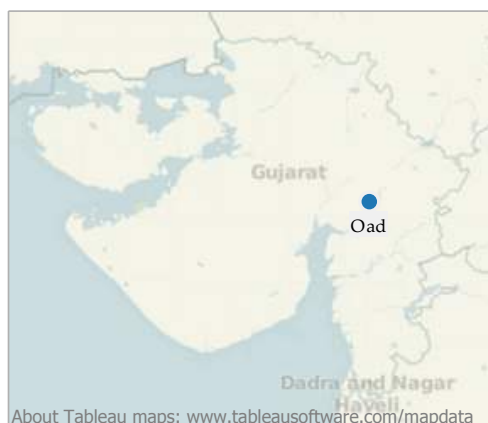 Gujarat
Oad
Dadra and Nagar
Haveli
About Tableau maps: www.tableausoftware.com/mapdata